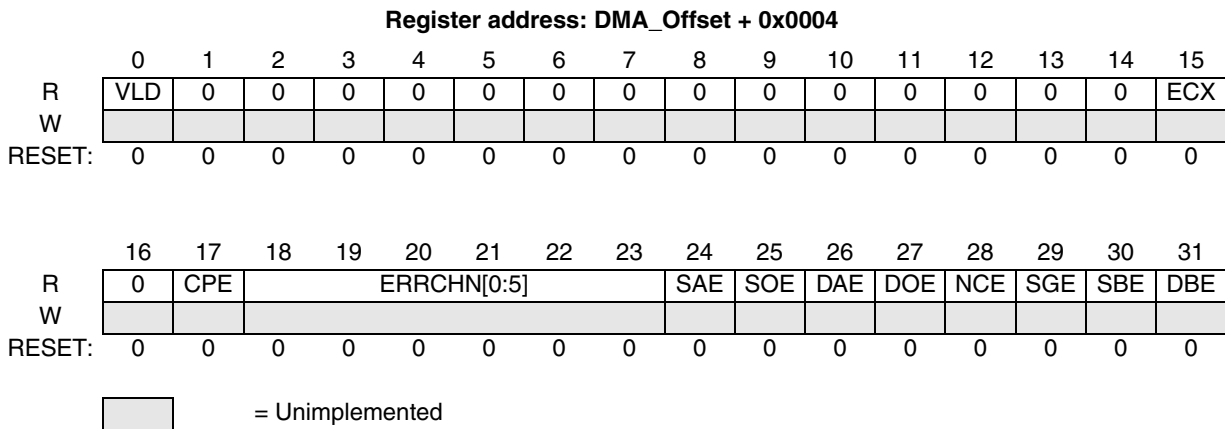 Register address: DMA_Offset + 0x0004
0 1 2 3 4 5 6 7 8 9 10 11 12 13 14 15
R VLD 0 0 0 0 0 0 0 0 0 0 0 0 0 0 ECX
W
RESET: 0 0 0 0 0 0 0 0 0 0 0 0 0 0 0 0
16 17 18 19 20 21 22 23 24 25 26 27 28 29 30 31
R 0 CPE ERRCHN[0:5] SAE SOE DAE DOE NCE SGE SBE DBE
W
RESET: 0 0 0 0 0 0 0 0 0 0 0 0 0 0 0 0
= Unimplemented